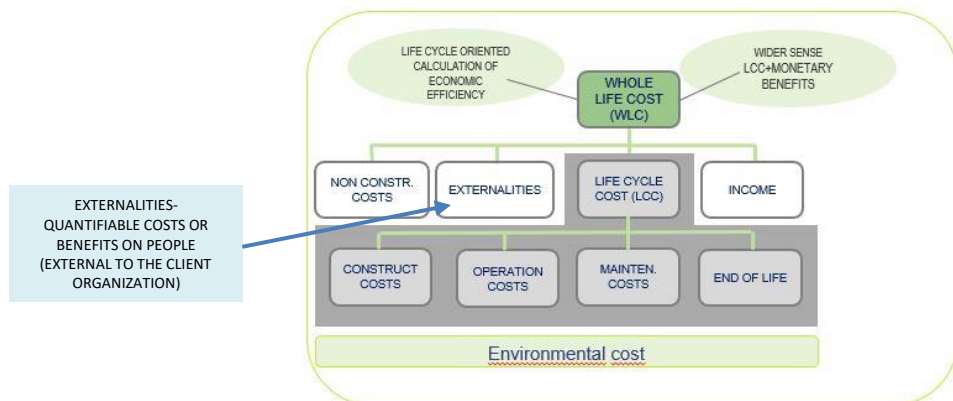 LIFE CYCLE ORIENTED
CALCULATION OF
ECONOMIC
EFFICIENCY
WIDER SENSE
LCC+MONETARY
BENEFITS
WHOLE
LIFE COST
(WLC)
NON CONSTR.
COSTS
EXTERNALITIES
LIFE CYCLE
COST (LCC)
INCOME
EXTERNALITIES-
QUANTIFIABLE COSTS OR
BENEFITS ON PEOPLE
(EXTERNAL TO THE CLIENT
ORGANIZATION)
CONSTRUCT
COSTS
OPERATION
COSTS
MAINTEN.
COSTS
END OF LIFE
Environmental cost